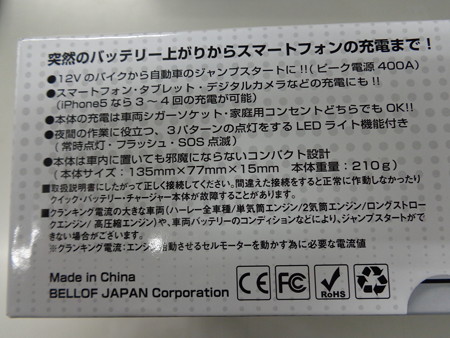 突然のバッテリー上がりからスマートフォンの充電まで!
●12Vのバイクから自動車のジャンプスタートに!!(ピーク電源400A)
●スマートフォン・タブレット・デジタルカメラなどの充電にも!!
(iPhone5なら3~4回の充電が可能)
●本体の充電は車両シガーソケット・家庭用コンセントどちらでもOK!!
●夜間の作業に役立つ、3パターンの点灯をするLEDライト機能付き
(常時点灯・フラッシュ・SOS点滅)
●本体は車内に置いても邪魔にならないコンパクト設計
(本体サイズ:135mm×77mm×15mm 本体重量:210g)
■取扱説明書にしたがって正しく接続してください。間違えた接続をすると正常に作動しなかったり
クイック・バッテリー・チャージャー本体が故障することがあります。
■クランキング電流の大きな車両(ハーレー全車種/単気筒エンジン/2気筒エンジン/ロングストロ
ークエンジン/高圧縮エンジン)や、車両バッテリーのコンディションなどにより、ジャンプスタートがで
きない場合がございます。
※クランキング電流:エンジン始動させるセルモーターを動かす為に必要な電流値
Made in China
BELLOF JAPAN Corporation
CE FC RoHS